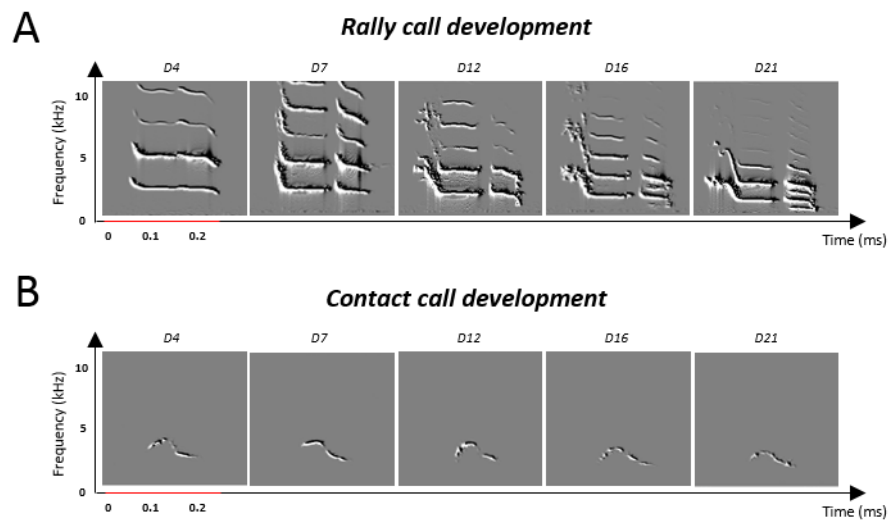 A
Rally call development
D4 D7 D12 D16 D21
10
5
0
Frequency (kHz)
0 0.1 0.2
Time (ms)
B
Contact call development
D4 D7 D12 D16 D21
10
5
0
Frequency (kHz)
0 0.1 0.2
Time (ms)